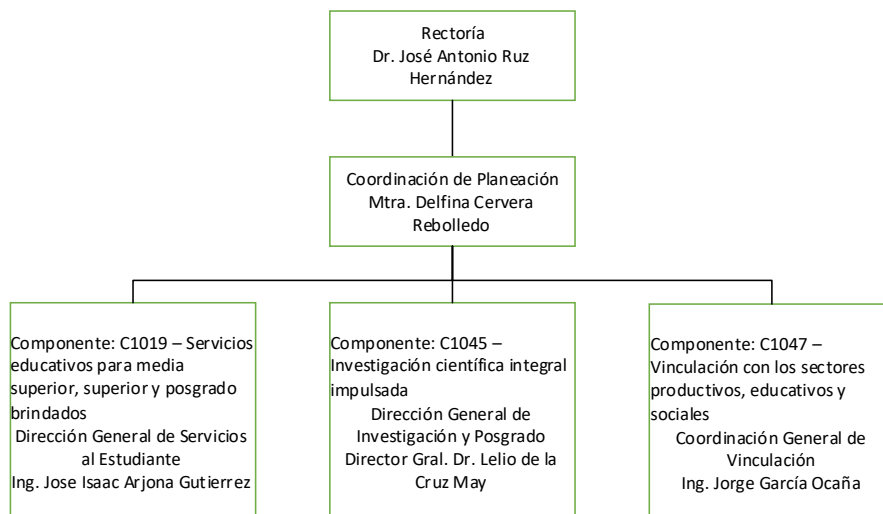 Rectoría
Dr. José Antonio Ruz
Hernández
Coordinación de Planeación
Mtra. Delfina Cervera
Rebolledo
Componente: C1019 – Servicios
educativos para media
superior, superior y posgrado
brindados
Dirección General de Servicios
al Estudiante
Ing. Jose Isaac Arjona Gutierrez
Componente: C1045 –
Investigación científica integral
impulsada
Dirección General de
Investigación y Posgrado
Director Gral. Dr. Lelio de la
Cruz May
Componente: C1047 –
Vinculación con los sectores
productivos, educativos y
sociales
Coordinación General de
Vinculación
Ing. Jorge García Ocaña